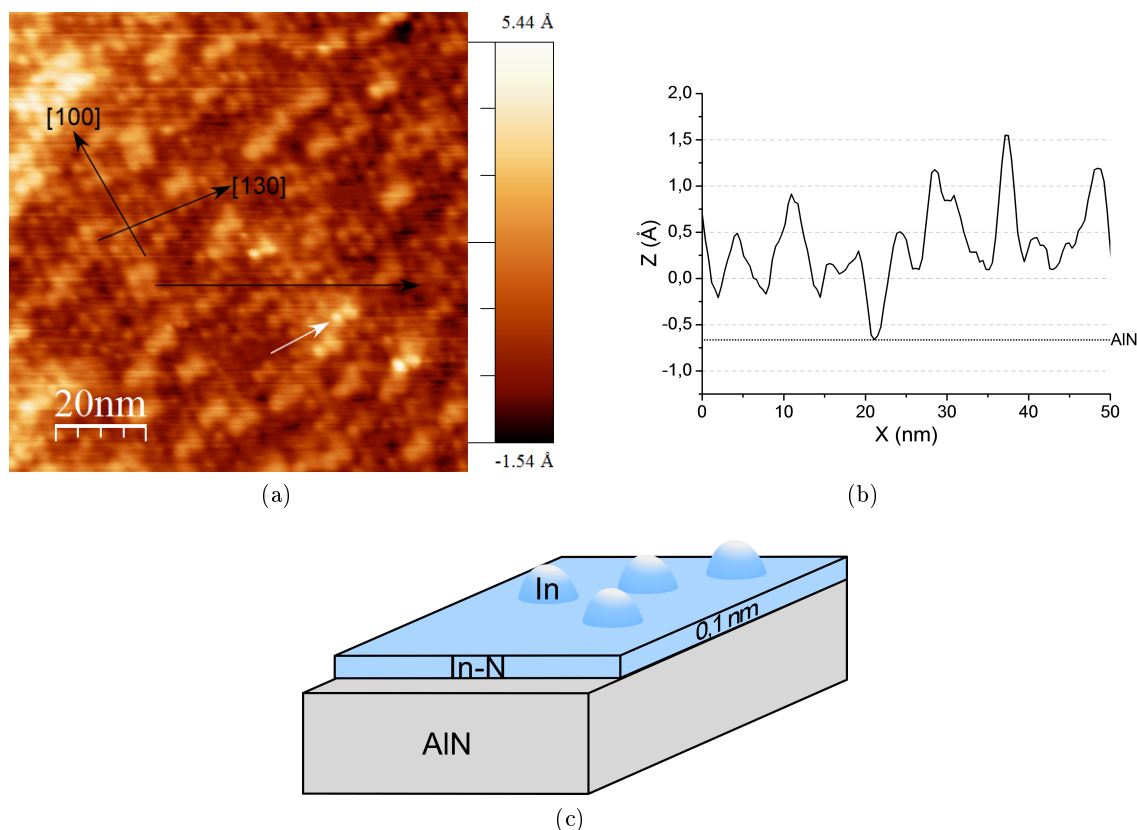 5.44 Å
[100]
[130]
20nm
-1.54 Å
(a)
2,0
1,5
1,0
0,5
0,0
-0,5
-1,0
Z (Å)
AlN
0 10 20 30 40 50
X (nm)
(b)
In
0,1 nm
In-N
AlN
(c)